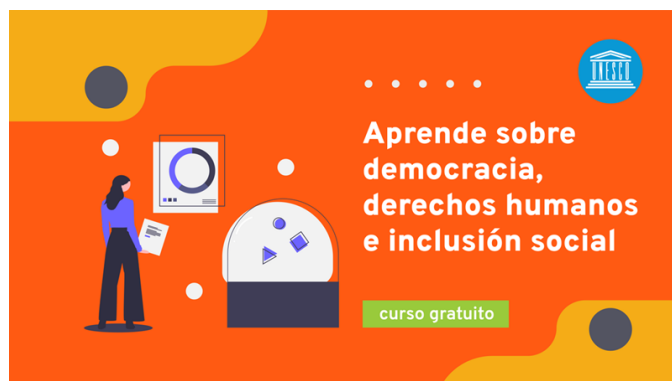 UNESCO
Aprende sobre
democracia,
derechos humanos
e inclusión social
curso gratuito